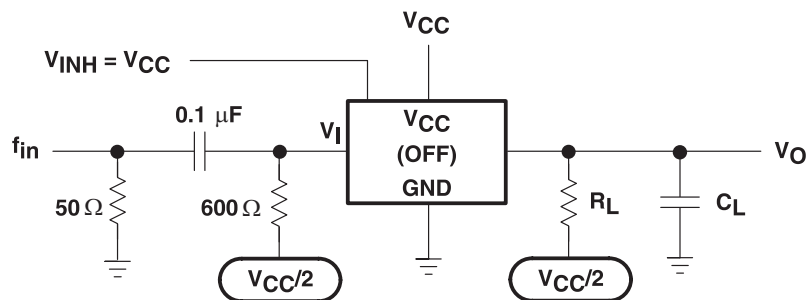 VCC
VINH = VCC
0.1 μF
fin
VI
VCC
(OFF)
GND
VO
50 Ω
600 Ω
RL
CL
VCC/2
VCC/2